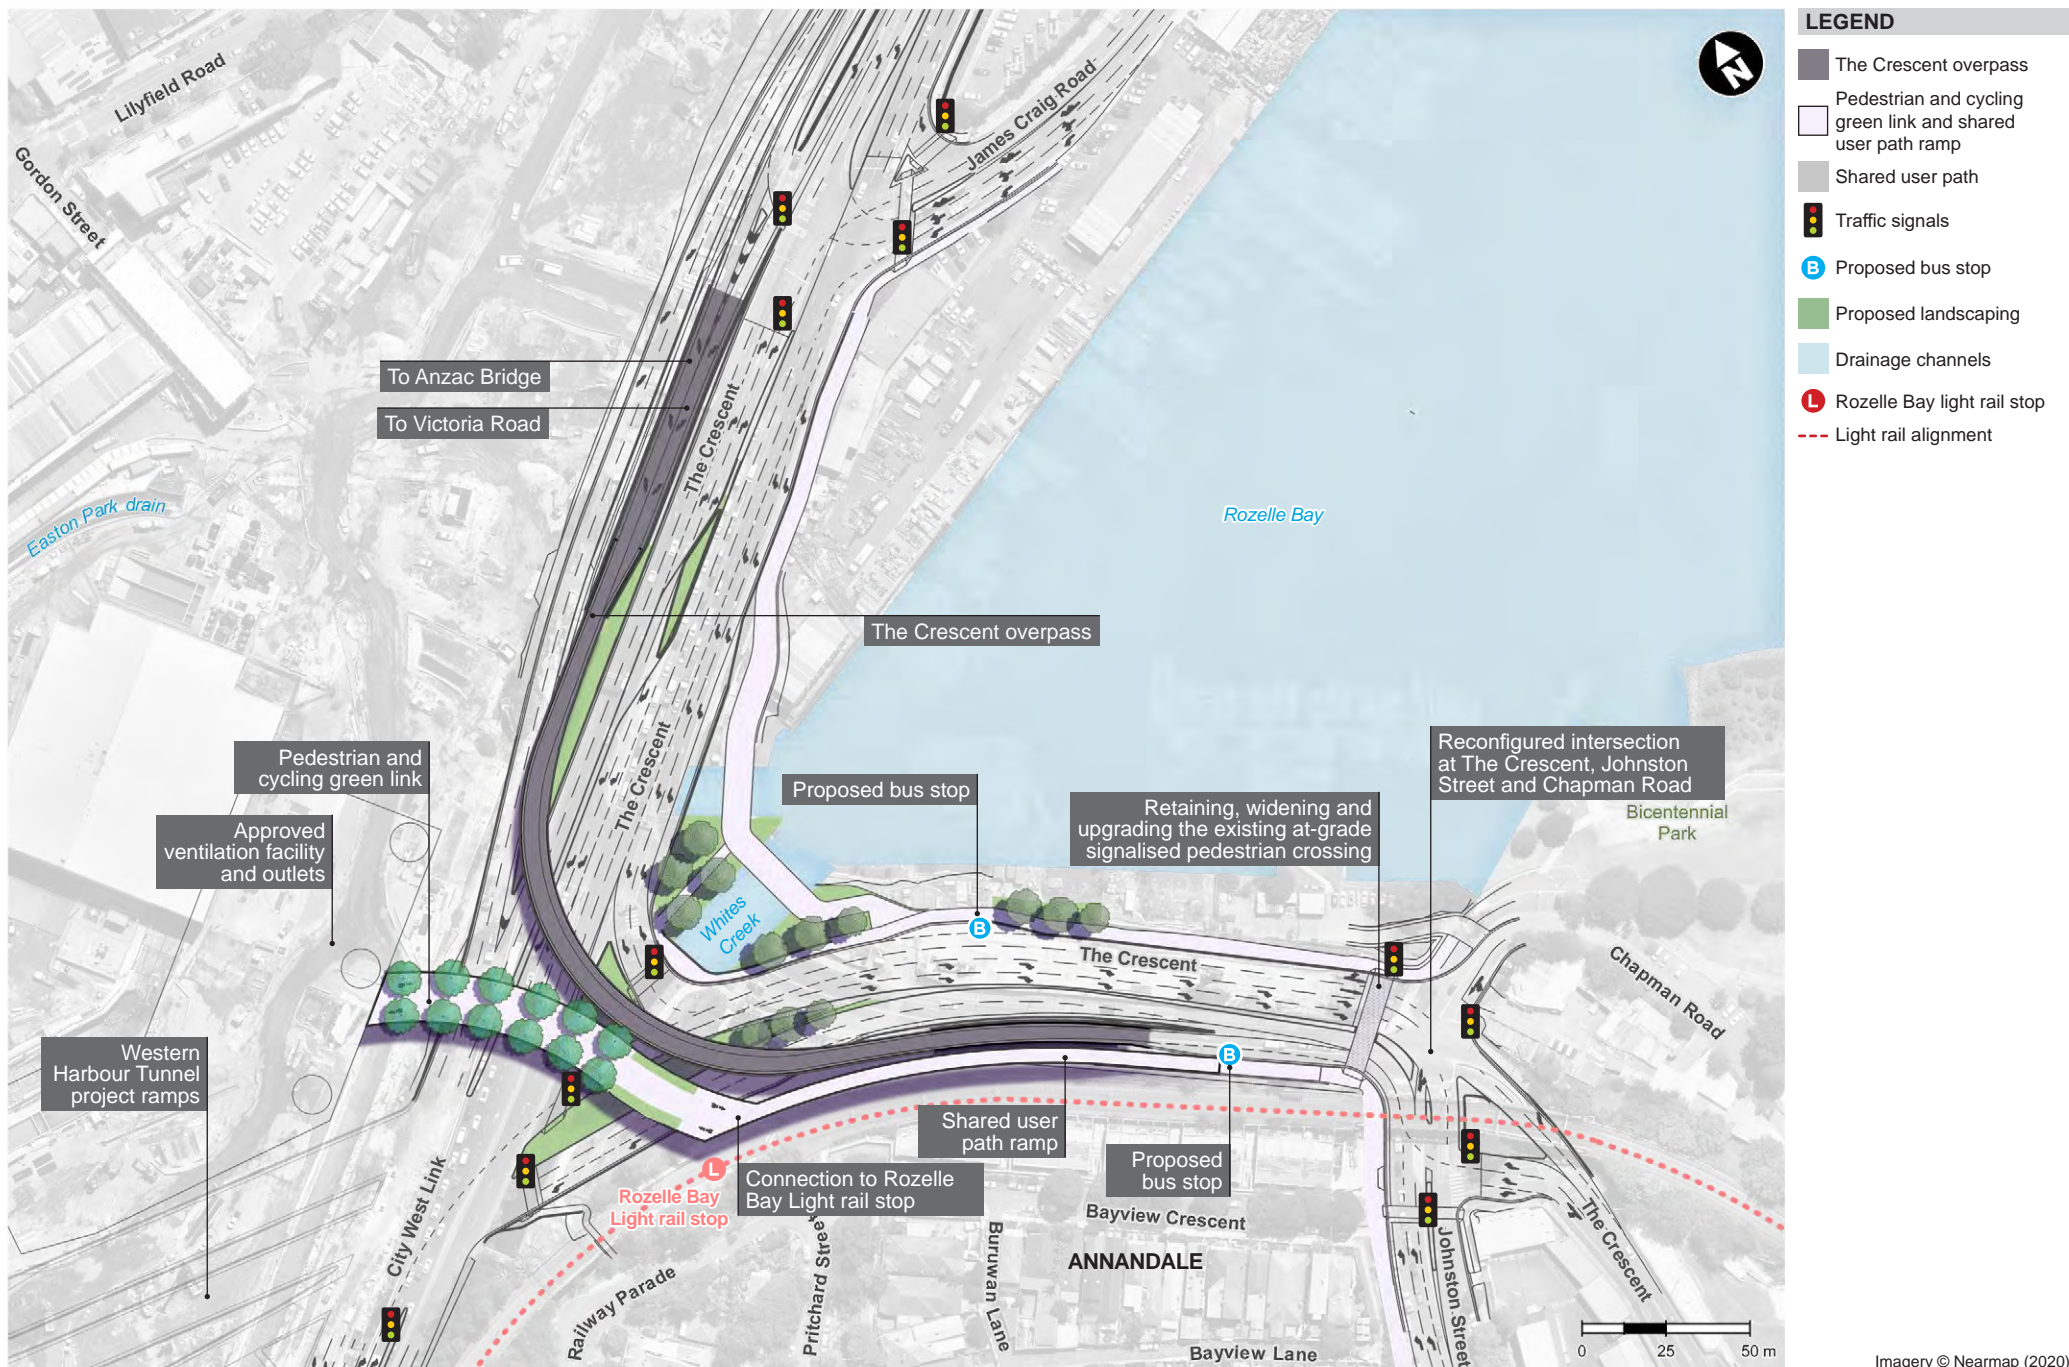 Lilyfield Road
Gordon Street
James Craig Road
N
To Anzac Bridge
To Victoria Road
The Crescent
Easton Park drain
Rozelle Bay
The Crescent overpass
The Crescent
Pedestrian and
cycling green link
Approved
ventilation facility
and outlets
Proposed bus stop
Retaining, widening and
upgrading the existing at-grade
signalised pedestrian crossing
Reconfigured intersection
at The Crescent, Johnston
Street and Chapman Road
Bicentennial
Park
Whites
Creek
B
The Crescent
Chapman Road
Western
Harbour Tunnel
project ramps
B
Shared user
path ramp
Proposed
bus stop
L
Rozelle Bay
Light rail stop
Connection to Rozelle
Bay Light rail stop
City West Link
Railway Parade
Pritchard Street
Buruwan Lane
Bayview Crescent
ANNANDALE
Bayview Lane
Johnston Street
The Crescent
0 25 50 m
LEGEND
The Crescent overpass
Pedestrian and cycling
green link and shared
user path ramp
Shared user path
Traffic signals
B Proposed bus stop
Proposed landscaping
Drainage channels
L Rozelle Bay light rail stop
Light rail alignment
Imagery © Nearmap (2020)